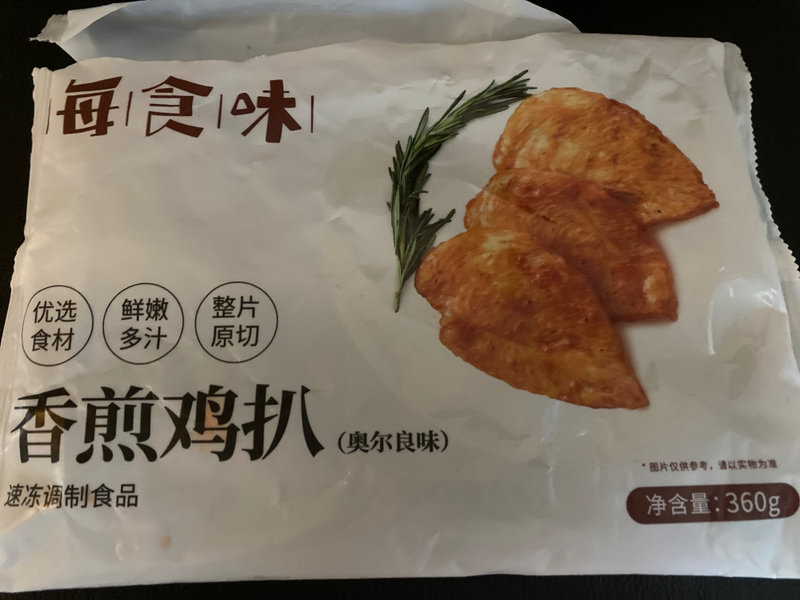 每食味
优选
食材
鲜嫩
多汁
整片
原切
香煎鸡扒（奥尔良味）
速冻调制食品
*图片仅供参考，请以实物为准
净含量：360g